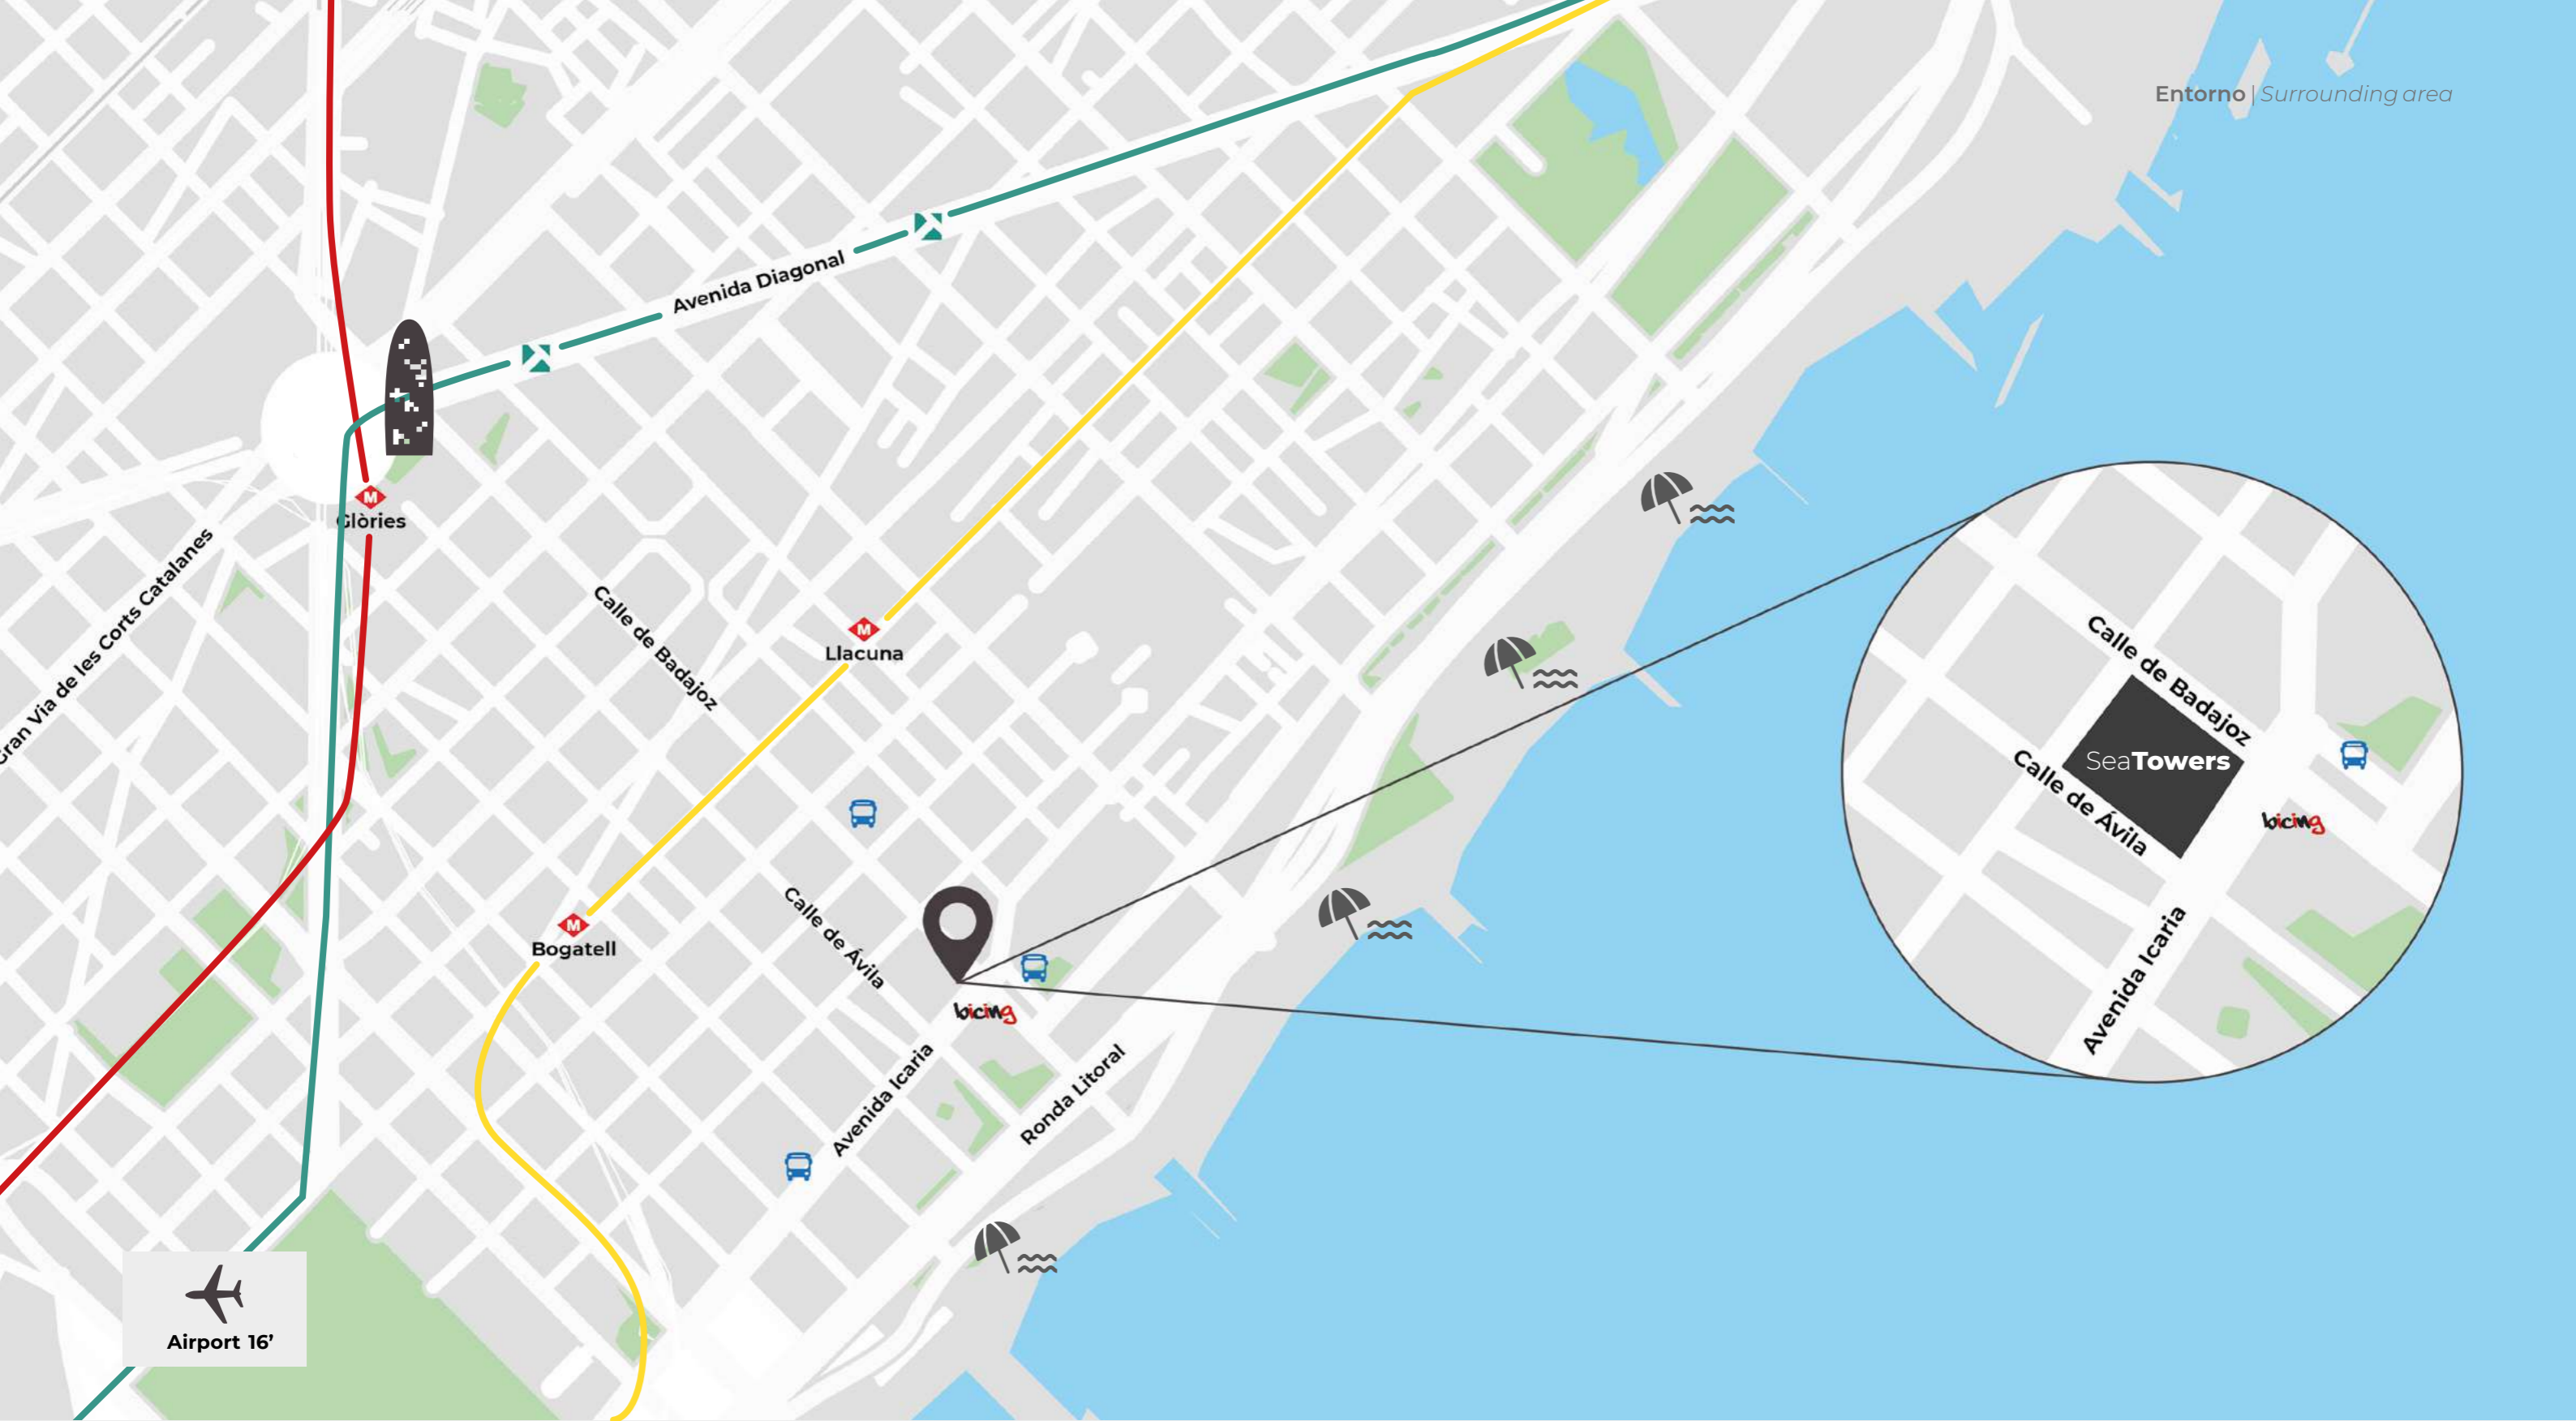 Entorno | Surrounding area
Avenida Diagonal
M
Glòries
Gran Via de les Corts Catalanes
Calle de Badajoz
M
Llacuna
Calle de Badajoz
SeaTowers
Calle de Ávila
bicing
M
Bogatell
Calle de Ávila
bicing
Avenida Icaria
Avenida Icaria
Ronda Litoral
Airport 16’